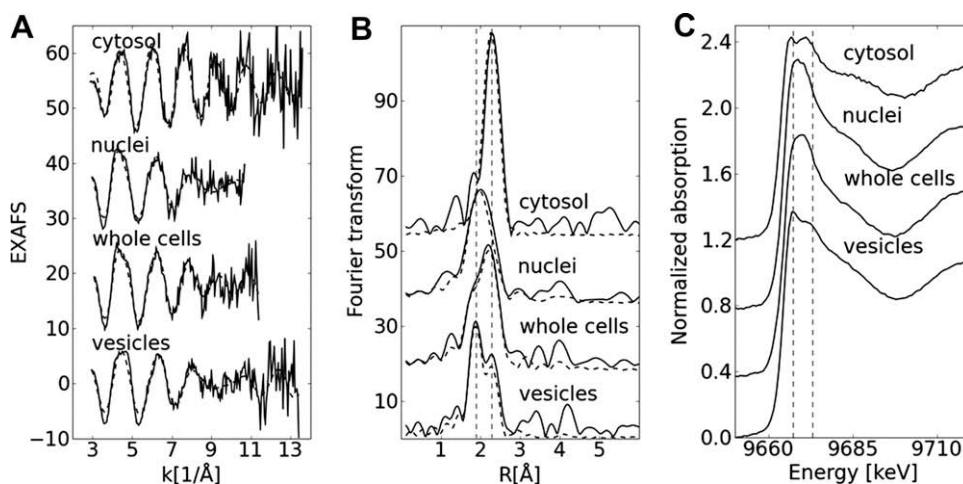 A
B
C
EXAFS
60
50
40
30
20
10
0
−10
cytosol
nuclei
whole cells
vesicles
3 5 7 9 11 13
k[1/Å]
Fourier transform
90
70
50
30
10
cytosol
nuclei
whole cells
vesicles
1 2 3 4 5
R[Å]
Normalized absorption
2.4
2.0
1.6
1.2
0.8
0.4
0.0
cytosol
nuclei
whole cells
vesicles
9660 9685 9710
Energy [keV]